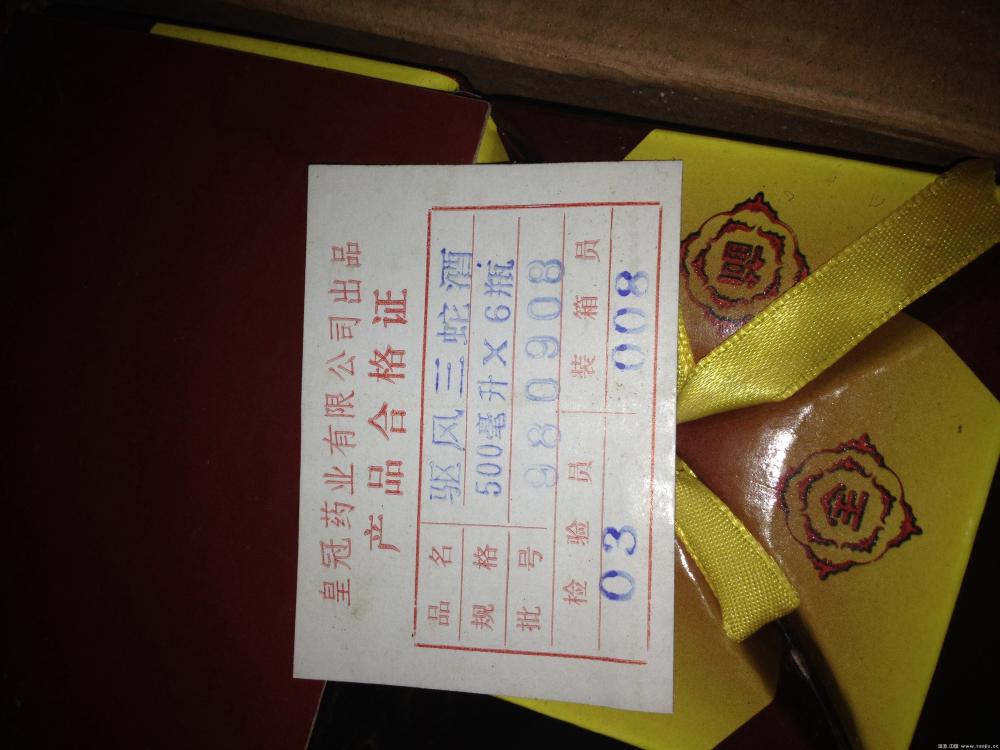 皇冠药业有限公司出品
产品合格证
品名 驱风三蛇酒
规格 500毫升×6瓶
批号 980908
检验员 装箱员
03 008